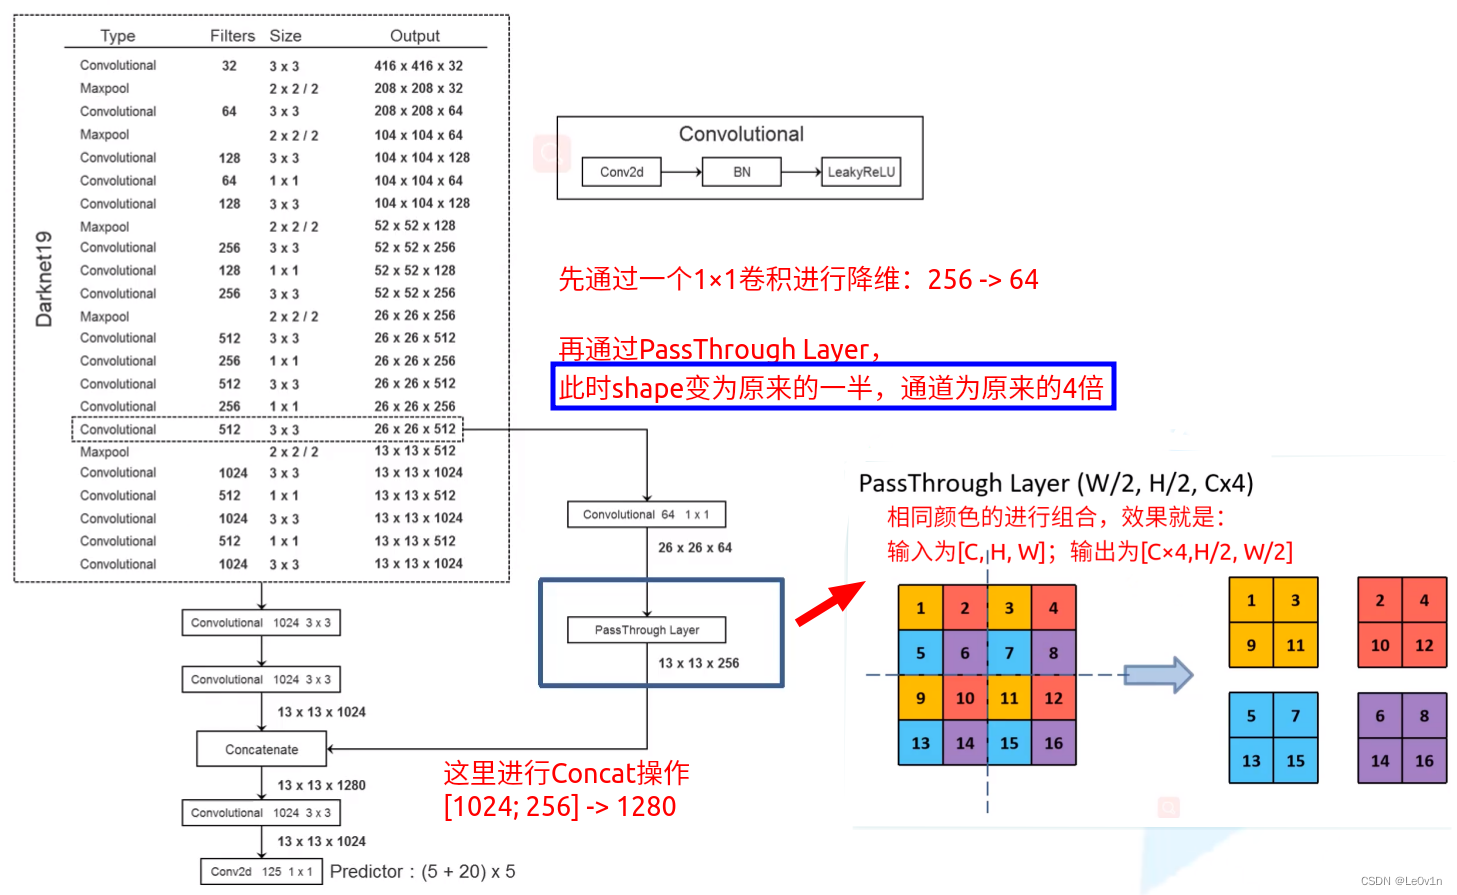 Type Filters Size Output
Convolutional 32 3 x 3 416 x 416 x 32
Maxpool 2 x 2 / 2 208 x 208 x 32
Convolutional 64 3 x 3 208 x 208 x 64
Maxpool 2 x 2 / 2 104 x 104 x 64
Convolutional 128 3 x 3 104 x 104 x 128
Convolutional 64 1 x 1 104 x 104 x 64
Convolutional 128 3 x 3 104 x 104 x 128
Maxpool 2 x 2 / 2 52 x 52 x 128
Convolutional 256 3 x 3 52 x 52 x 256
Convolutional 128 1 x 1 52 x 52 x 128
Convolutional 256 3 x 3 52 x 52 x 256
Maxpool 2 x 2 / 2 26 x 26 x 256
Convolutional 512 3 x 3 26 x 26 x 512
Convolutional 256 1 x 1 26 x 26 x 256
Convolutional 512 3 x 3 26 x 26 x 512
Convolutional 256 1 x 1 26 x 26 x 256
Convolutional 512 3 x 3 26 x 26 x 512
Maxpool 2 x 2 / 2 13 x 13 x 512
Convolutional 1024 3 x 3 13 x 13 x 1024
Convolutional 512 1 x 1 13 x 13 x 512
Convolutional 1024 3 x 3 13 x 13 x 1024
Convolutional 512 1 x 1 13 x 13 x 512
Convolutional 1024 3 x 3 13 x 13 x 1024
Darknet19
Convolutional
Conv2d BN LeakyReLU
先通过一个1×1卷积进行降维：256 -> 64
再通过PassThrough Layer，
此时shape变为原来的一半，通道为原来的4倍
Convolutional 64 1 x 1
26 x 26 x 64
PassThrough Layer
13 x 13 x 256
Convolutional 1024 3 x 3
Convolutional 1024 3 x 3
13 x 13 x 1024
Concatenate
13 x 13 x 1280
Convolutional 1024 3 x 3
13 x 13 x 1024
Conv2d 125 1 x 1
Predictor : (5 + 20) x 5
这里进行Concat操作
[1024; 256] -> 1280
PassThrough Layer (W/2, H/2, Cx4)
相同颜色的进行组合，效果就是：
输入为[C, H, W]；输出为[C×4,H/2, W/2]
1 2 3 4
5 6 7 8
9 10 11 12
13 14 15 16
1 3
9 11
2 4
10 12
5 7
13 15
6 8
14 16
CSDN @LeOv1n